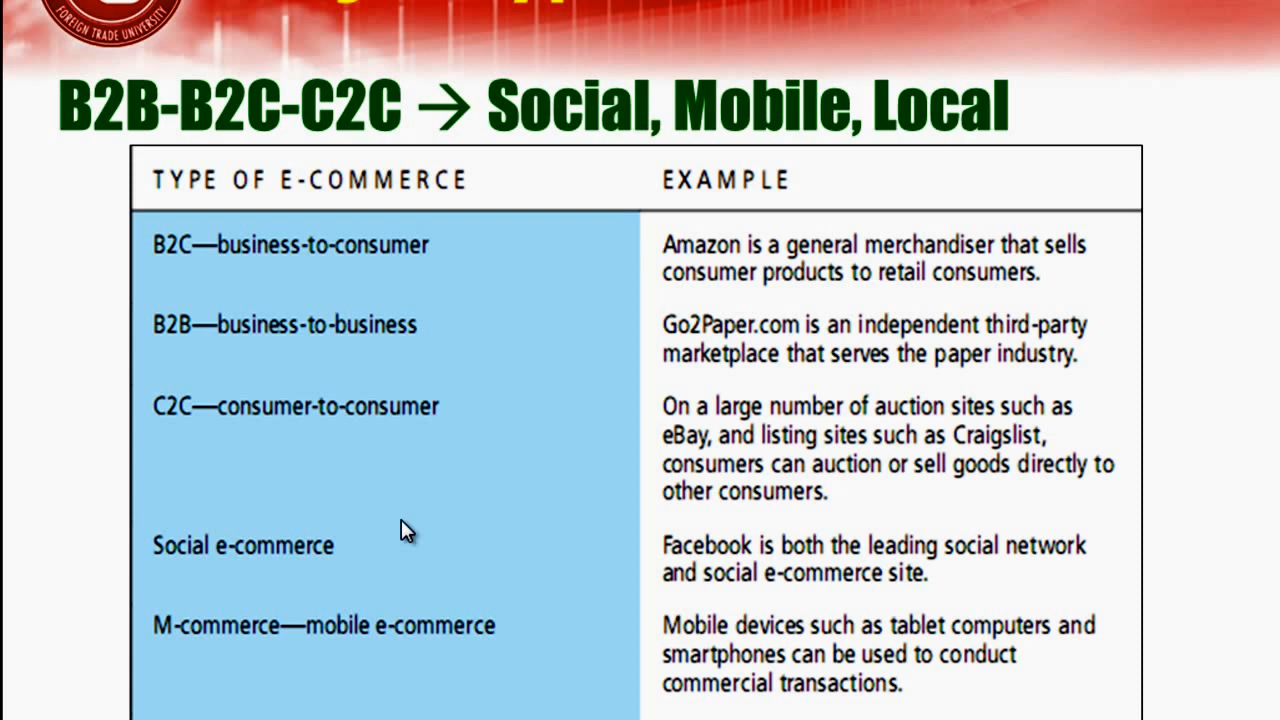 FOREIGN TRADE UNIVERSITY
B2B-B2C-C2C → Social, Mobile, Local
TYPE OF E-COMMERCE
EXAMPLE
B2C—business-to-consumer
Amazon is a general merchandiser that sells
consumer products to retail consumers.
B2B—business-to-business
Go2Paper.com is an independent third-party
marketplace that serves the paper industry.
C2C—consumer-to-consumer
On a large number of auction sites such as
eBay, and listing sites such as Craigslist,
consumers can auction or sell goods directly to
other consumers.
Social e-commerce
Facebook is both the leading social network
and social e-commerce site.
M-commerce—mobile e-commerce
Mobile devices such as tablet computers and
smartphones can be used to conduct
commercial transactions.